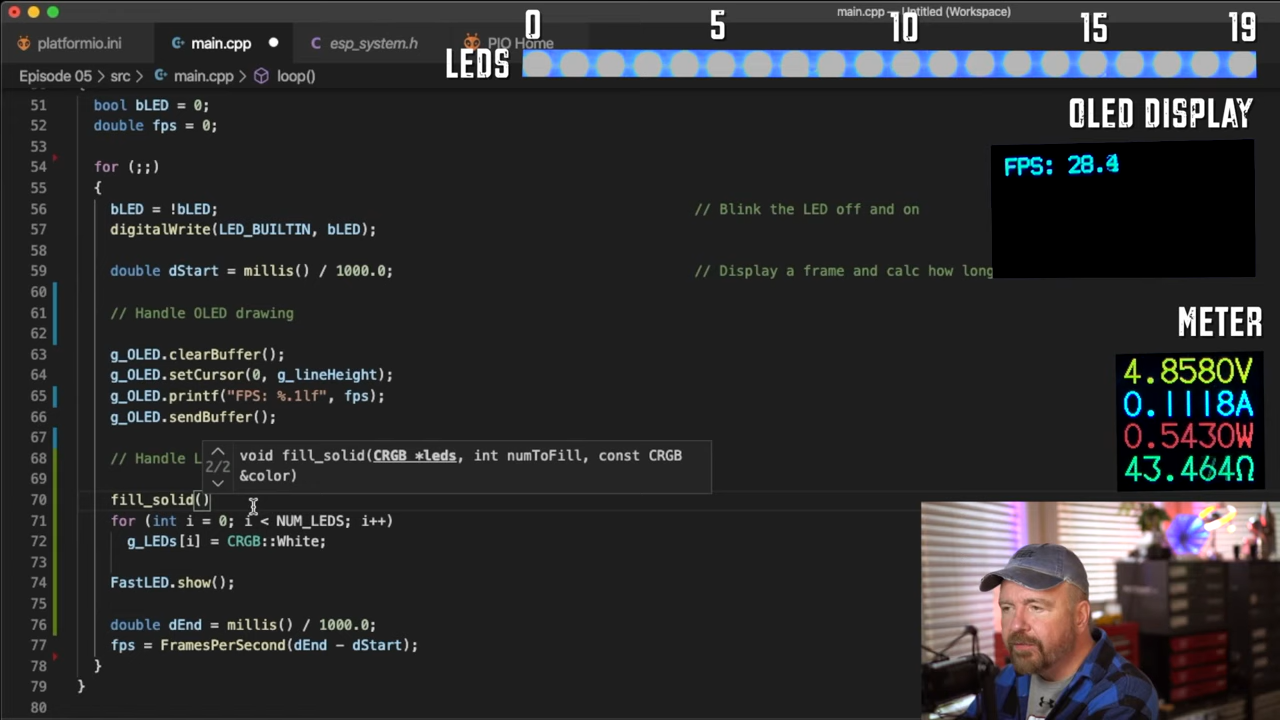 main.cpp — Untitled (Workspace)
platformio.ini
main.cpp
esp_system.h
PIO Home
Episode 05 > src > main.cpp > loop()
0 5 10 15 19
LEDS
OLED DISPLAY
FPS: 28.4
METER
4.8580V
0.1118A
0.5430W
43.464Ω
51 bool bLED = 0;
52 double fps = 0;
53
54 for (;;)
55 {
56 bLED = !bLED; // Blink the LED off and on
57 digitalWrite(LED_BUILTIN, bLED);
58
59 double dStart = millis() / 1000.0; // Display a frame and calc how long
60
61 // Handle OLED drawing
62
63 g_OLED.clearBuffer();
64 g_OLED.setCursor(0, g_lineHeight);
65 g_OLED.printf("FPS: %.1lf", fps);
66 g_OLED.sendBuffer();
67
68 // Handle L
2/2 void fill_solid(CRGB *leds, int numToFill, const CRGB
&color)
69
70 fill_solid()
71 for (int i = 0; i < NUM_LEDS; i++)
72 g_LEDs[i] = CRGB::White;
73
74 FastLED.show();
75
76 double dEnd = millis() / 1000.0;
77 fps = FramesPerSecond(dEnd - dStart);
78 }
79 }
80